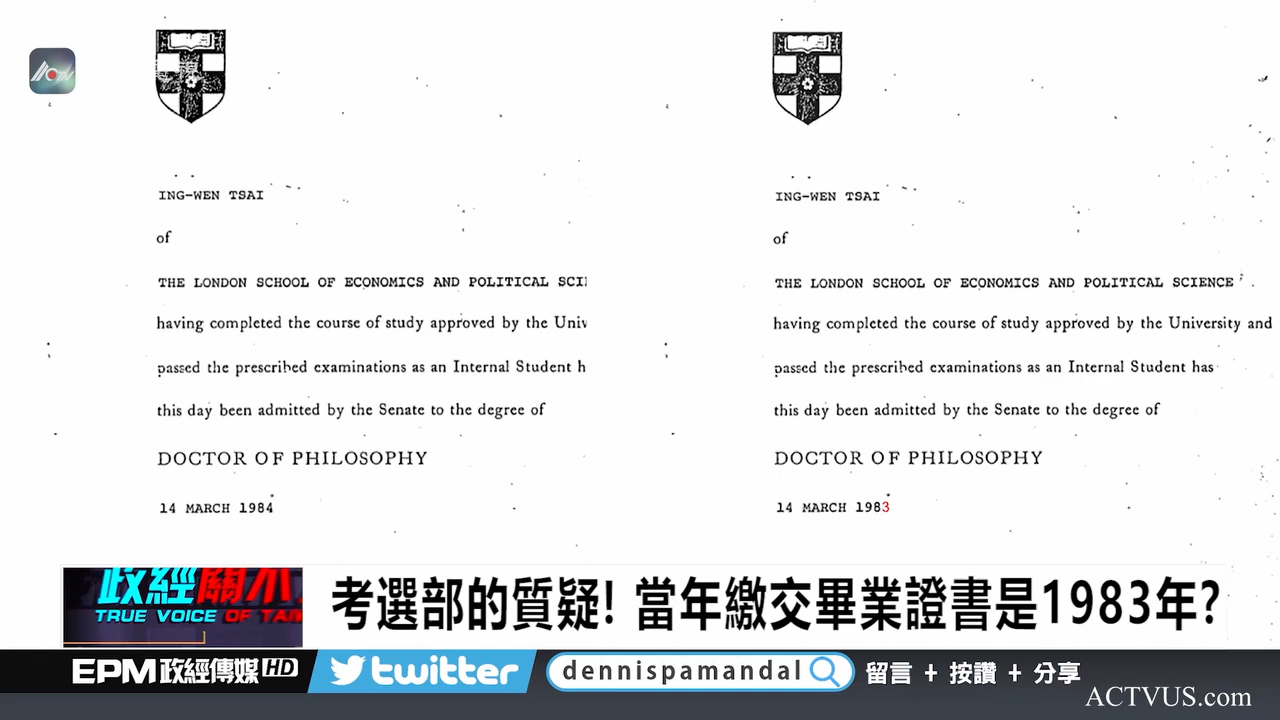 ING-WEN TSAI
of
THE LONDON SCHOOL OF ECONOMICS AND POLITICAL SCI
having completed the course of study approved by the Univ
passed the prescribed examinations as an Internal Student h
this day been admitted by the Senate to the degree of
DOCTOR OF PHILOSOPHY
14 MARCH 1984
ING-WEN TSAI
of
THE LONDON SCHOOL OF ECONOMICS AND POLITICAL SCIENCE
having completed the course of study approved by the University and
passed the prescribed examinations as an Internal Student has
this day been admitted by the Senate to the degree of
DOCTOR OF PHILOSOPHY
14 MARCH 1983
政經關不
TRUE VOICE OF TAI
考選部的質疑! 當年繳交畢業證書是1983年?
EPM政經傳媒HD
twitter
dennispamandal
留言 + 按讚 + 分享
ACTVUS.com